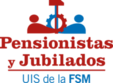 Pensionistas
y Jubilados
UIS de la FSM